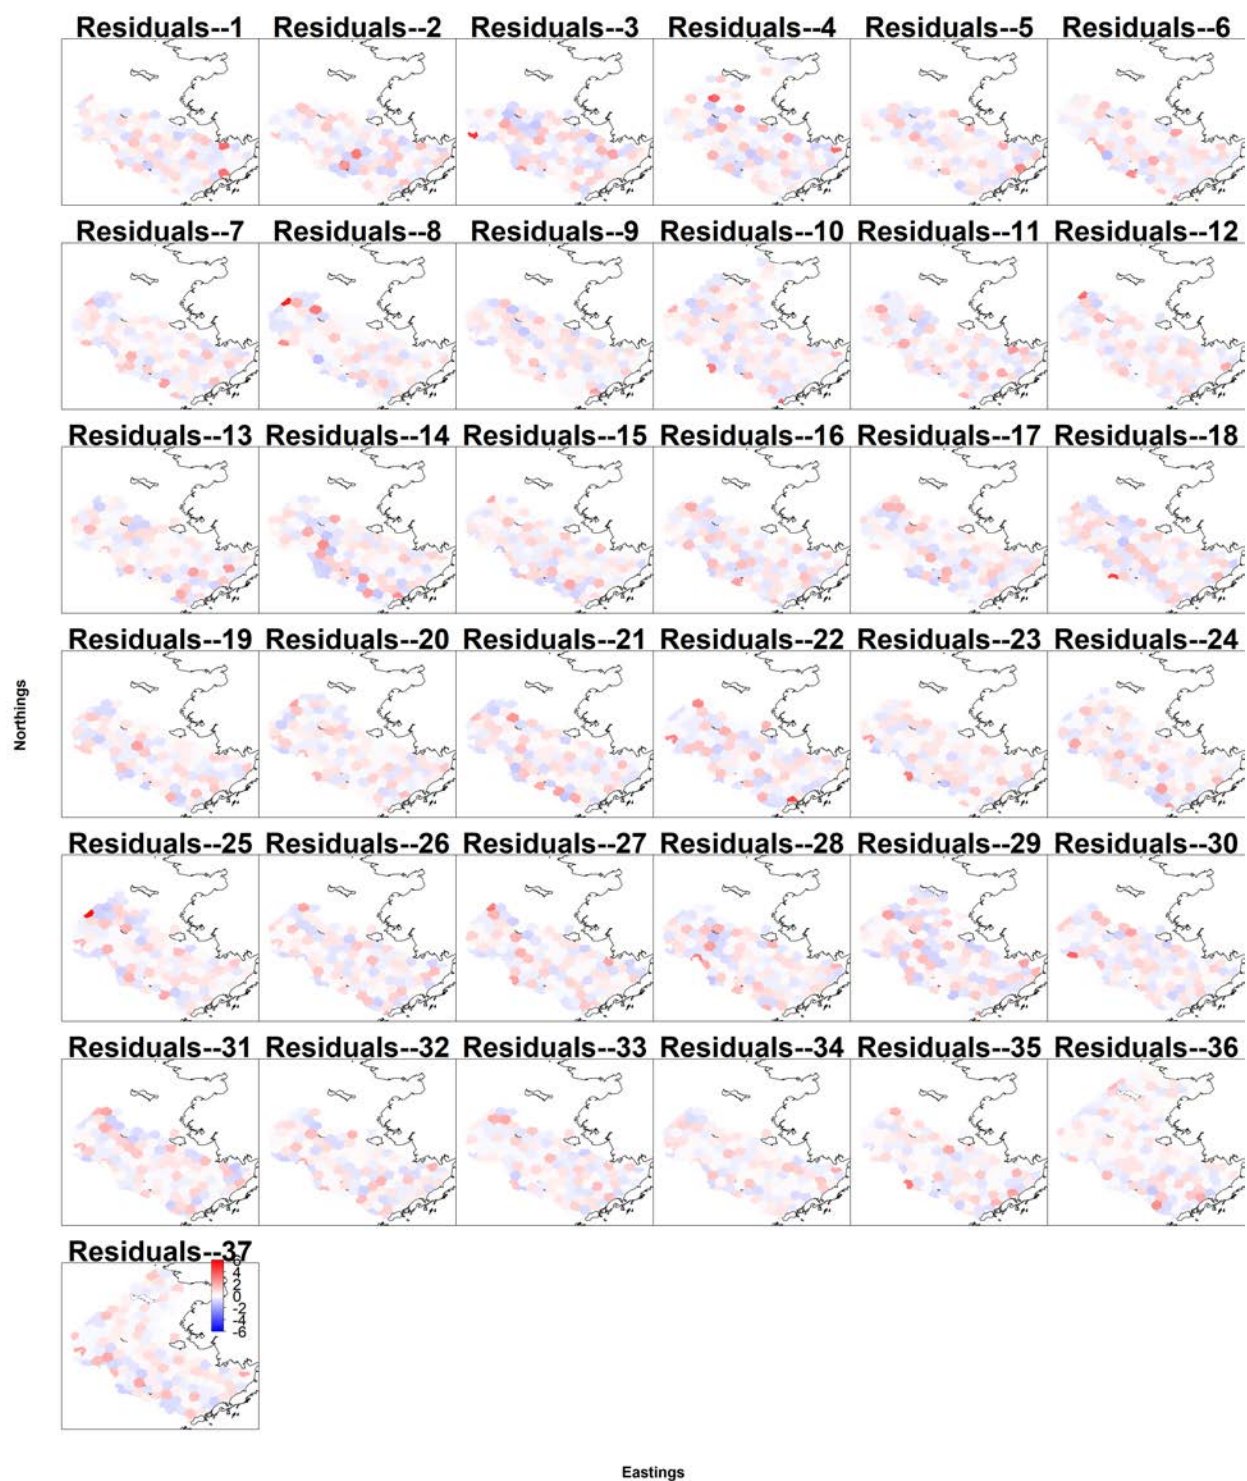 Residuals--1 Residuals--2 Residuals--3 Residuals--4 Residuals--5 Residuals--6
Residuals--7 Residuals--8 Residuals--9 Residuals--10 Residuals--11 Residuals--12
Residuals--13 Residuals--14 Residuals--15 Residuals--16 Residuals--17 Residuals--18
Residuals--19 Residuals--20 Residuals--21 Residuals--22 Residuals--23 Residuals--24
Northings
Residuals--25 Residuals--26 Residuals--27 Residuals--28 Residuals--29 Residuals--30
Residuals--31 Residuals--32 Residuals--33 Residuals--34 Residuals--35 Residuals--36
Residuals--37
6
4
2
0
-2
-4
-6
Eastings